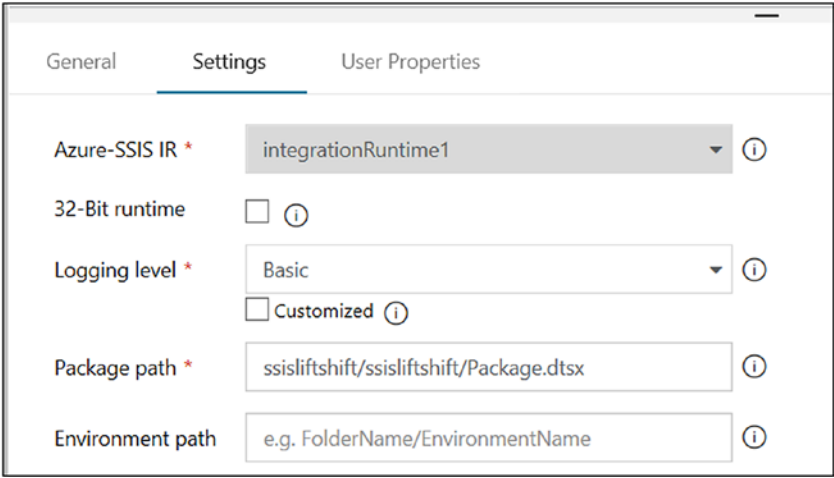 General Settings User Properties
Azure-SSIS IR * integrationRuntime1
32-Bit runtime
Logging level * Basic
Customized
Package path * ssisliftshift/ssisliftshift/Package.dtsx
Environment path e.g. FolderName/EnvironmentName